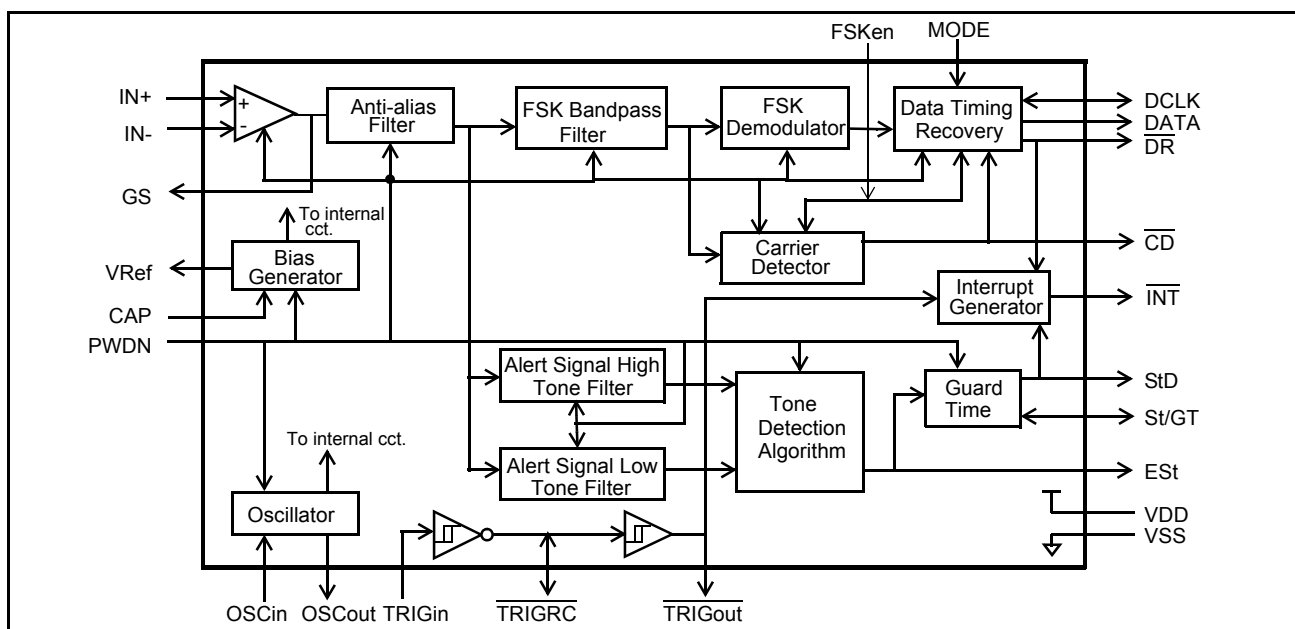 FSKen
MODE
IN+
IN-
GS
VRef
CAP
PWDN
+
-
Anti-alias
Filter
FSK Bandpass
Filter
FSK
Demodulator
Data Timing
Recovery
DCLK
DATA
DR
To internal
cct.
Bias
Generator
Carrier
Detector
CD
Interrupt
Generator
INT
Alert Signal High
Tone Filter
Tone
Detection
Algorithm
Guard
Time
StD
St/GT
ESt
To internal cct.
Alert Signal Low
Tone Filter
Oscillator
VDD
VSS
OSCin
OSCout
TRIGin
TRIGRC
TRIGout